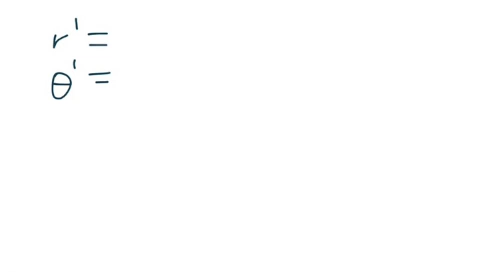 r' =
θ' =